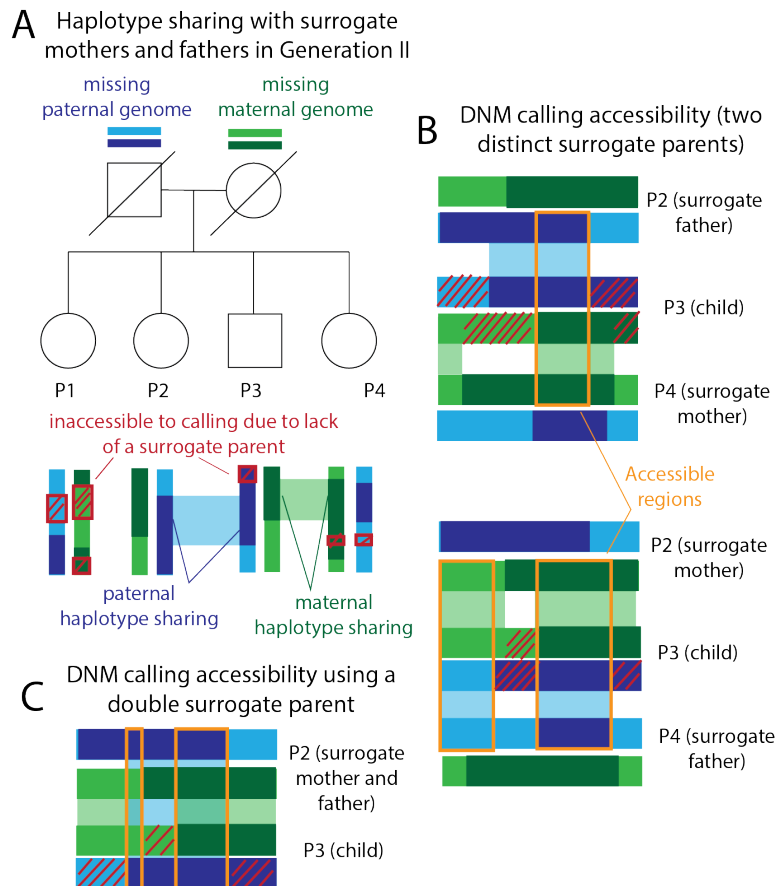 A
Haplotype sharing with surrogate
mothers and fathers in Generation II
missing
paternal genome
missing
maternal genome
P1
P2
P3
P4
inaccessible to calling due to lack
of a surrogate parent
paternal
haplotype sharing
maternal
haplotype sharing
B
DNM calling accessibility (two
distinct surrogate parents)
P2 (surrogate
father)
P3 (child)
P4 (surrogate
mother)
Accessible
regions
P2 (surrogate
mother)
P3 (child)
P4 (surrogate
father)
C
DNM calling accessibility using a
double surrogate parent
P2 (surrogate
mother and
father)
P3 (child)